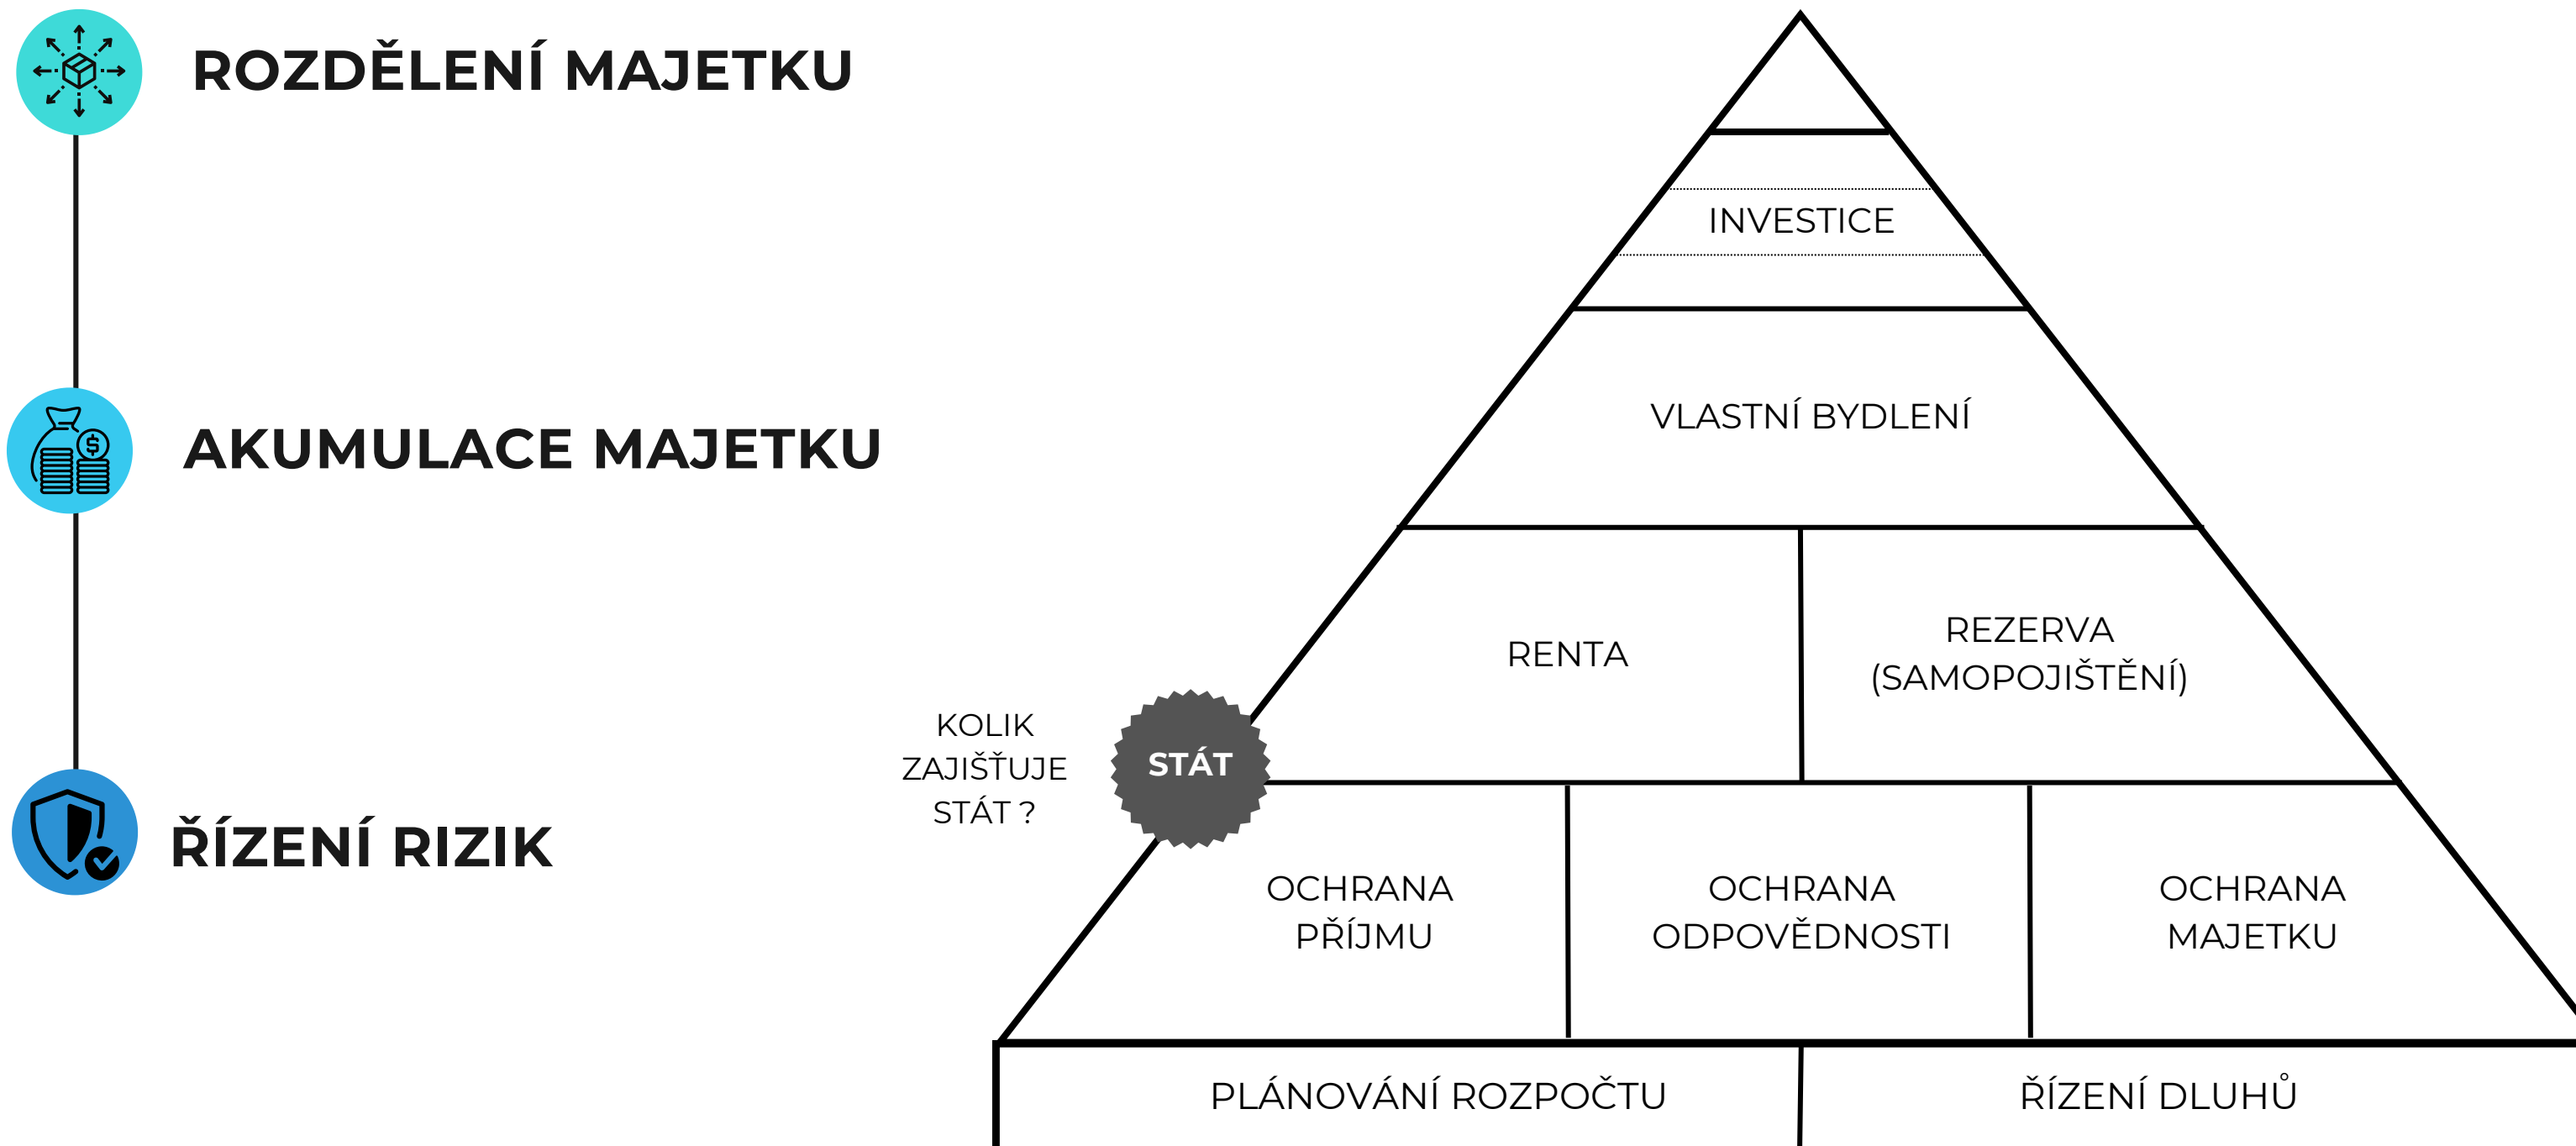 ROZDĚLENÍ MAJETKU
AKUMULACE MAJETKU
ŘÍZENÍ RIZIK
INVESTICE
VLASTNÍ BYDLENÍ
RENTA
REZERVA
(SAMOPOJIŠTĚNÍ)
KOLIK
ZAJIŠŤUJE
STÁT ?
STÁT
OCHRANA
PŘÍJMU
OCHRANA
ODPOVĚDNOSTI
OCHRANA
MAJETKU
PLÁNOVÁNÍ ROZPOČTU
ŘÍZENÍ DLUHŮ